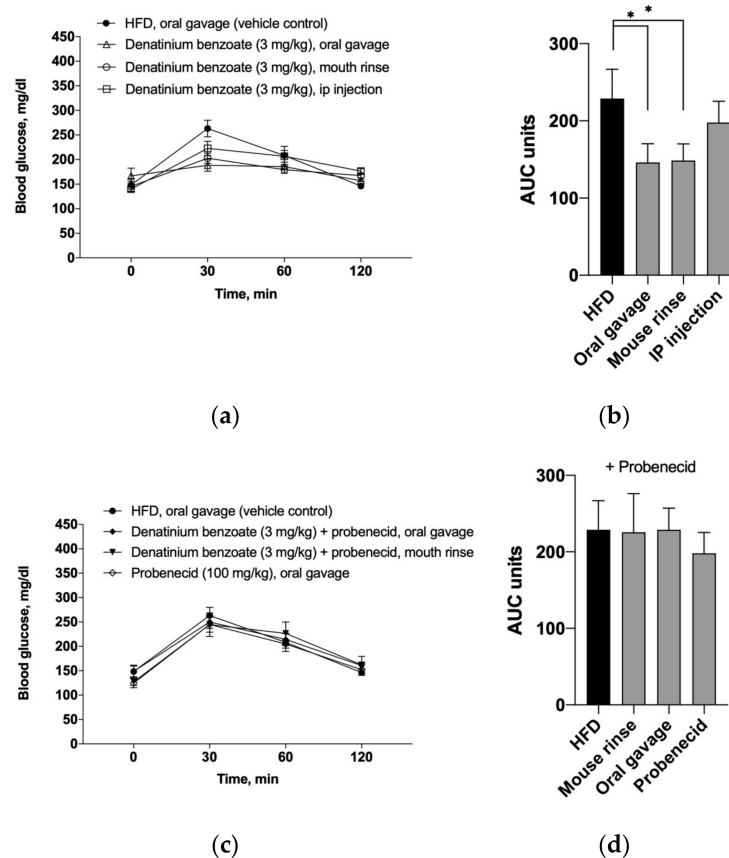 HFD, oral gavage (vehicle control)
Denatinium benzoate (3 mg/kg), oral gavage
Denatinium benzoate (3 mg/kg), mouth rinse
Denatinium benzoate (3 mg/kg), ip injection
Blood glucose, mg/dl
450
400
350
300
250
200
150
100
50
0
0 30 60 120
Time, min
(a)
* *
AUC units
300
200
100
0
HFD
Oral gavage
Mouse rinse
IP injection
(b)
HFD, oral gavage (vehicle control)
Denatinium benzoate (3 mg/kg) + probenecid, oral gavage
Denatinium benzoate (3 mg/kg) + probenecid, mouth rinse
Probenecid (100 mg/kg), oral gavage
Blood glucose, mg/dl
450
400
350
300
250
200
150
100
50
0
0 30 60 120
Time, min
(c)
+ Probenecid
AUC units
300
200
100
0
HFD
Mouse rinse
Oral gavage
Probenecid
(d)